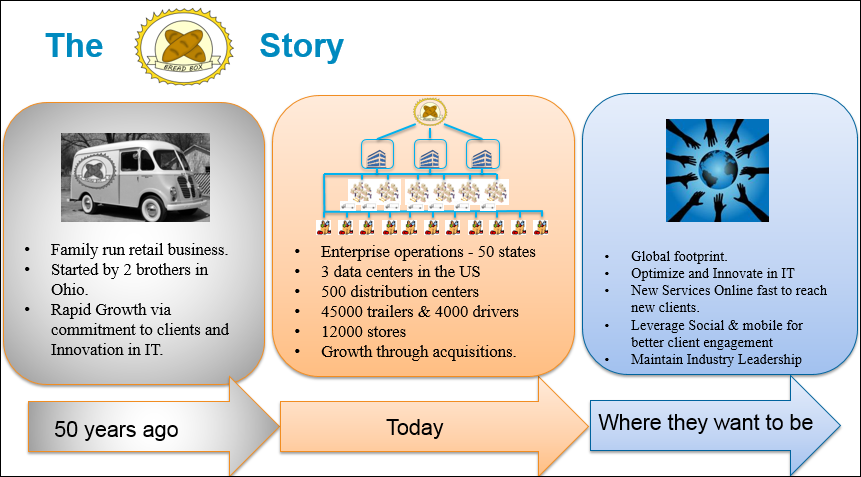 The
BREAD BOX
Story
• Family run retail business.
• Started by 2 brothers in
Ohio.
• Rapid Growth via
commitment to clients and
Innovation in IT.
• Enterprise operations - 50 states
• 3 data centers in the US
• 500 distribution centers
• 45000 trailers & 4000 drivers
• 12000 stores
• Growth through acquisitions.
• Global footprint.
• Optimize and Innovate in IT
• New Services Online fast to reach
new clients.
• Leverage Social & mobile for
better client engagement
• Maintain Industry Leadership
50 years ago
Today
Where they want to be